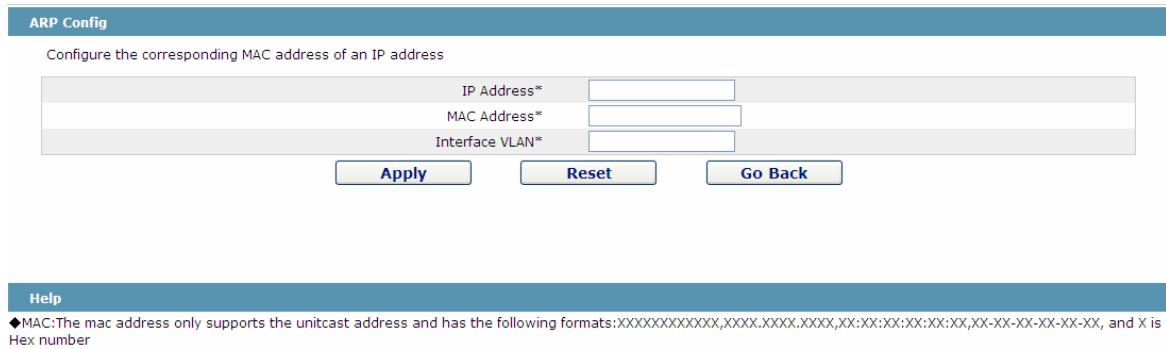 ARP Config
Configure the corresponding MAC address of an IP address
IP Address*
MAC Address*
Interface VLAN*
Apply Reset Go Back
Help
◆MAC:The mac address only supports the unitcast address and has the following formats:XXXXXXXXXXXX,XXXX.XXXX.XXXX,XX:XX:XX:XX:XX:XX,XX-XX-XX-XX-XX-XX, and X is
Hex number